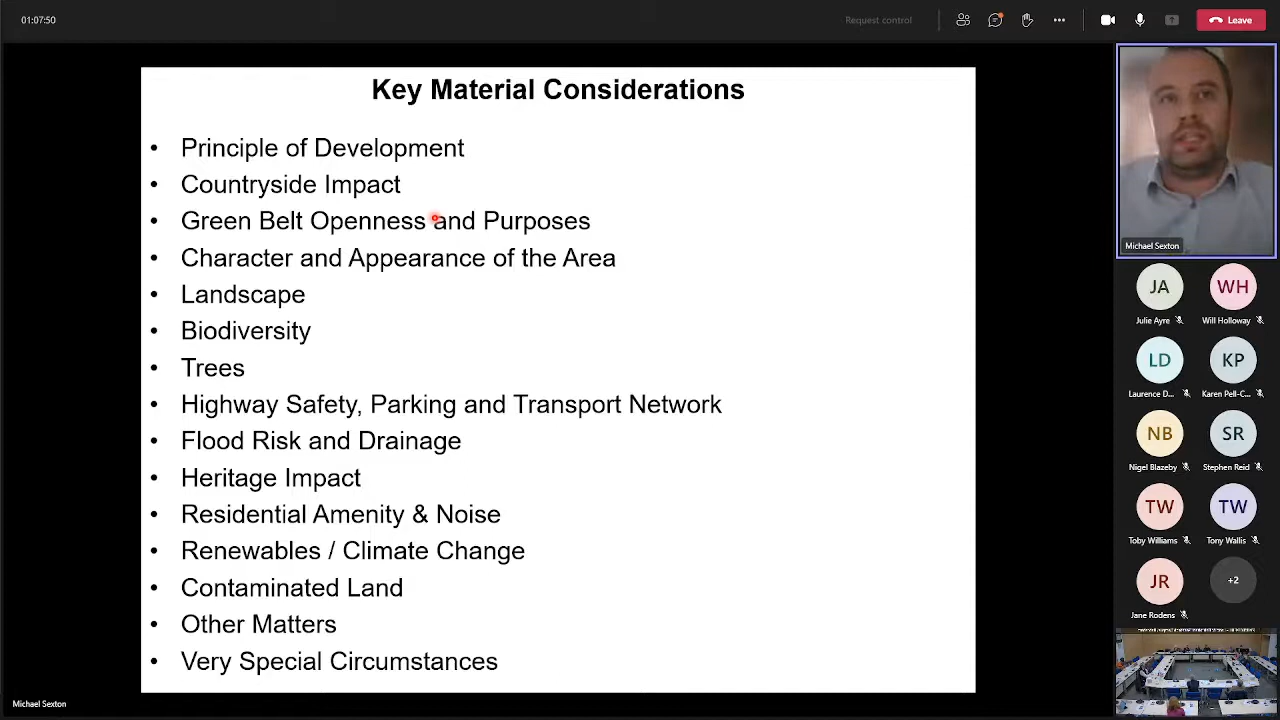 01:07:50
Request control
Leave
Key Material Considerations
• Principle of Development
• Countryside Impact
• Green Belt Openness and Purposes
• Character and Appearance of the Area
• Landscape
• Biodiversity
• Trees
• Highway Safety, Parking and Transport Network
• Flood Risk and Drainage
• Heritage Impact
• Residential Amenity & Noise
• Renewables / Climate Change
• Contaminated Land
• Other Matters
• Very Special Circumstances
Michael Sexton
JA WH
Julie Ayre Will Holloway
LD KP
Laurence D... Karen Pell-C...
NB SR
Nigel Blazeby Stephen Reid
TW TW
Toby Williams Tony Wallis
JR +2
Jane Rodens
Michael Sexton